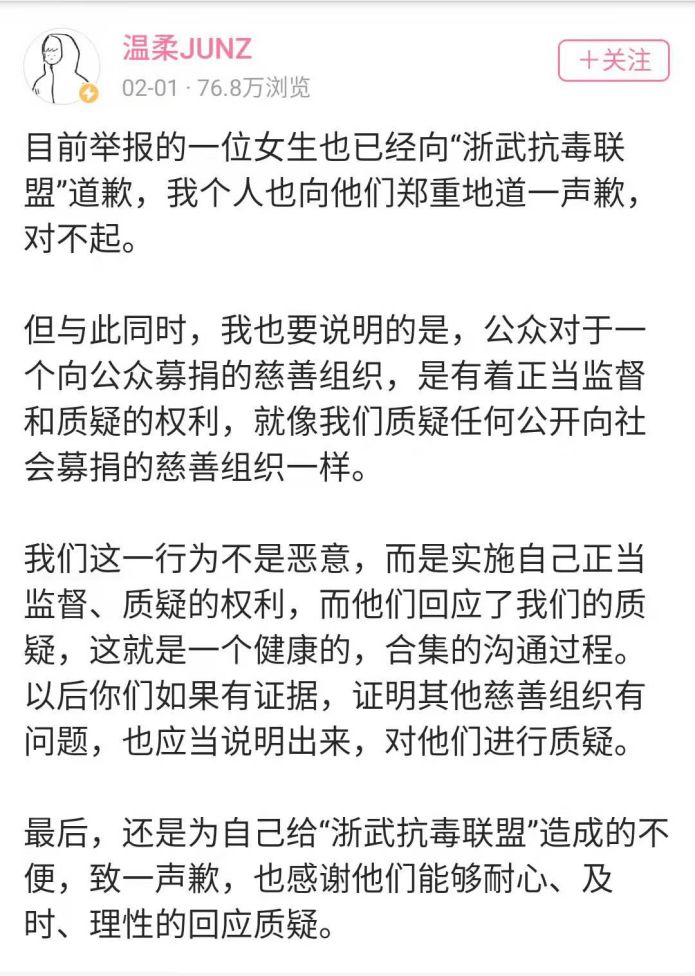 温柔JUNZ
02-01 · 76.8万浏览
＋关注
目前举报的一位女生也已经向“浙武抗毒联
盟”道歉，我个人也向他们郑重地道一声歉，
对不起。
但与此同时，我也要说明的是，公众对于一
个向公众募捐的慈善组织，是有着正当监督
和质疑的权利，就像我们质疑任何公开向社
会募捐的慈善组织一样。
我们这一行为不是恶意，而是实施自己正当
监督、质疑的权利，而他们回应了我们的质
疑，这就是一个健康的，合集的沟通过程。
以后你们如果有证据，证明其他慈善组织有
问题，也应当说明出来，对他们进行质疑。
最后，还是为自己给“浙武抗毒联盟”造成的不
便，致一声歉，也感谢他们能够耐心、及
时、理性的回应质疑。